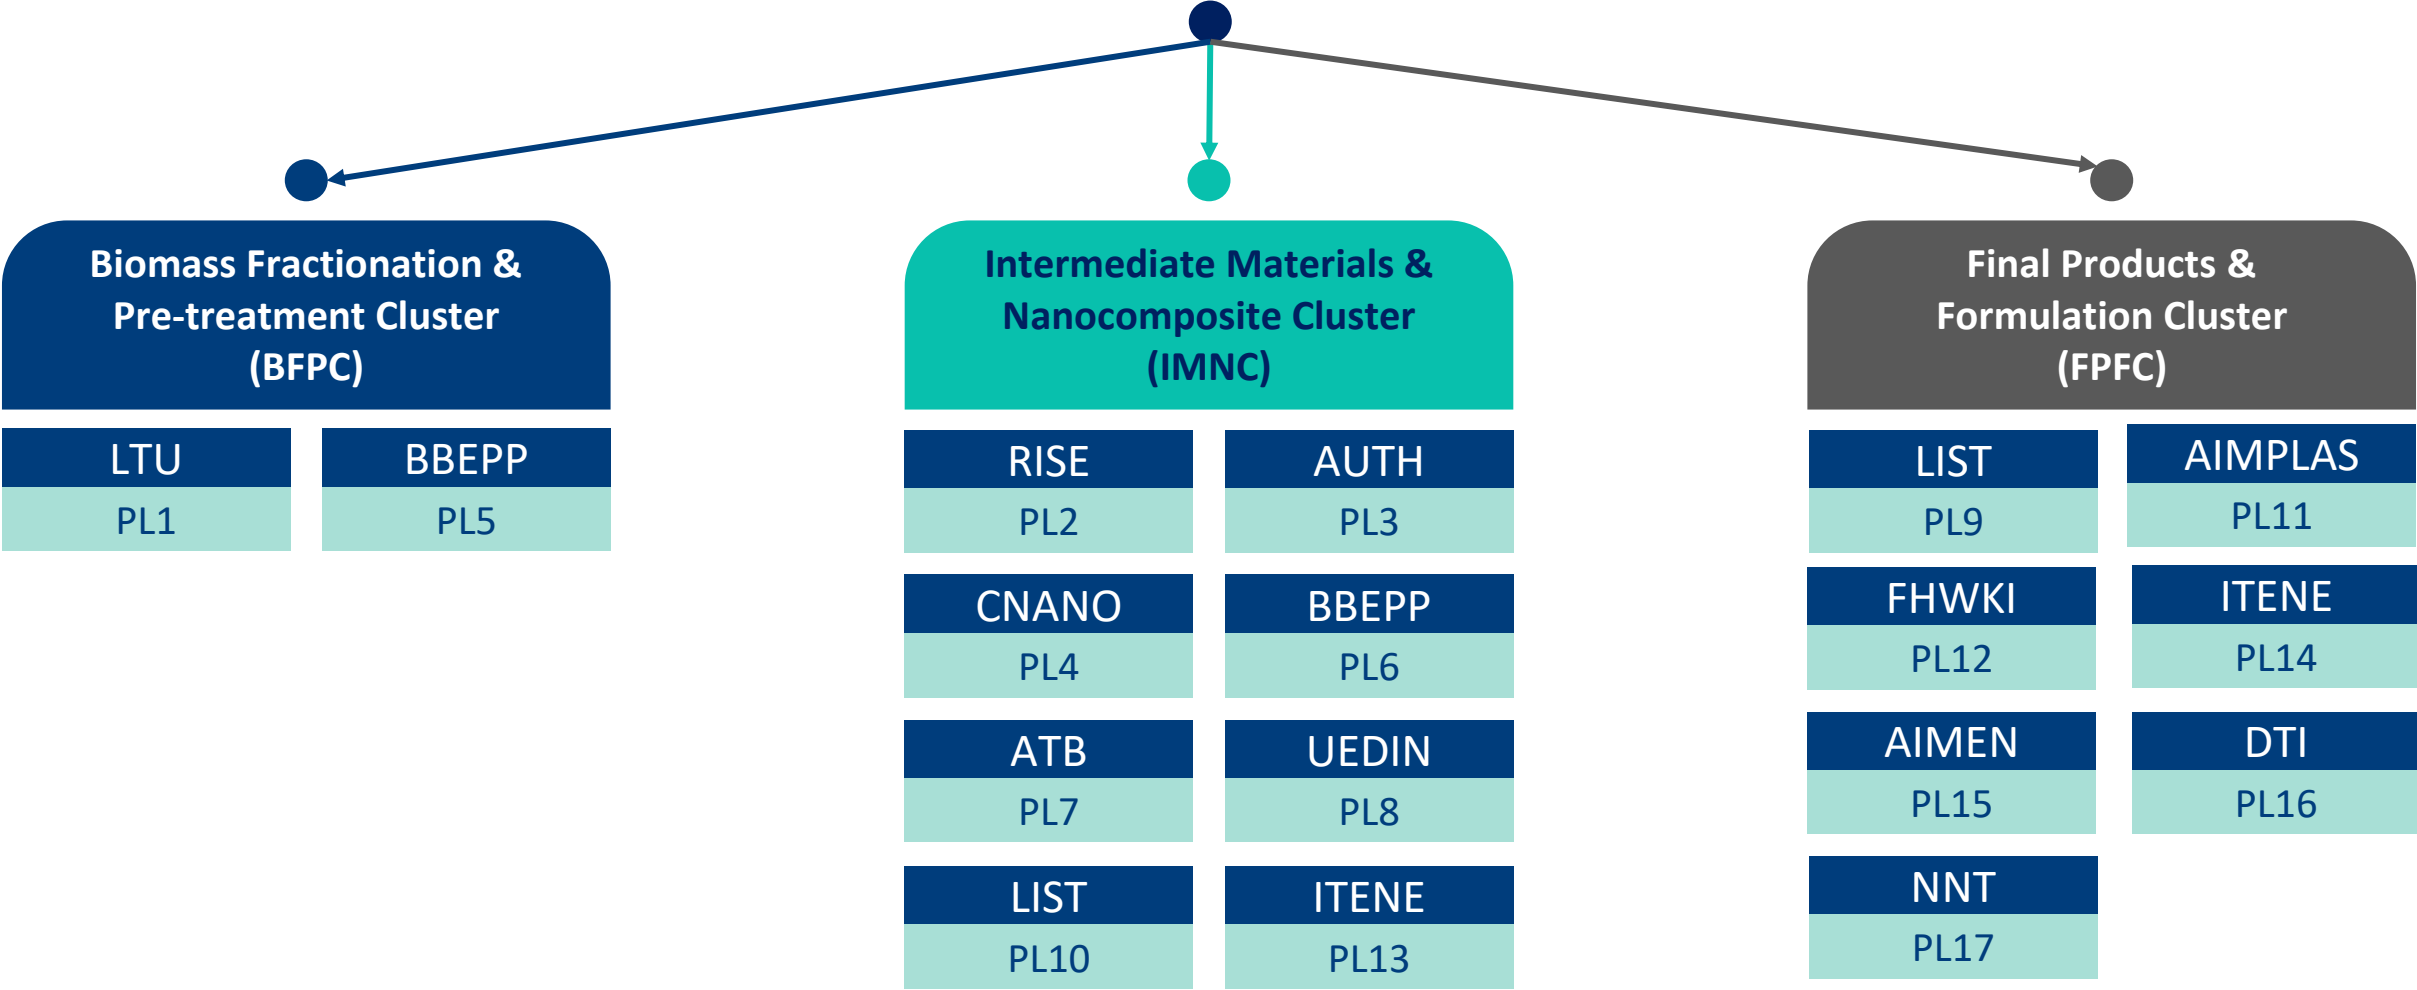 Biomass Fractionation &
Pre-treatment Cluster
(BFPC)
LTU
PL1
BBEPP
PL5
Intermediate Materials &
Nanocomposite Cluster
(IMNC)
RISE
PL2
AUTH
PL3
CNANO
PL4
BBEPP
PL6
ATB
PL7
UEDIN
PL8
LIST
PL10
ITENE
PL13
Final Products &
Formulation Cluster
(FPFC)
LIST
PL9
AIMPLAS
PL11
FHWKI
PL12
ITENE
PL14
AIMEN
PL15
DTI
PL16
NNT
PL17